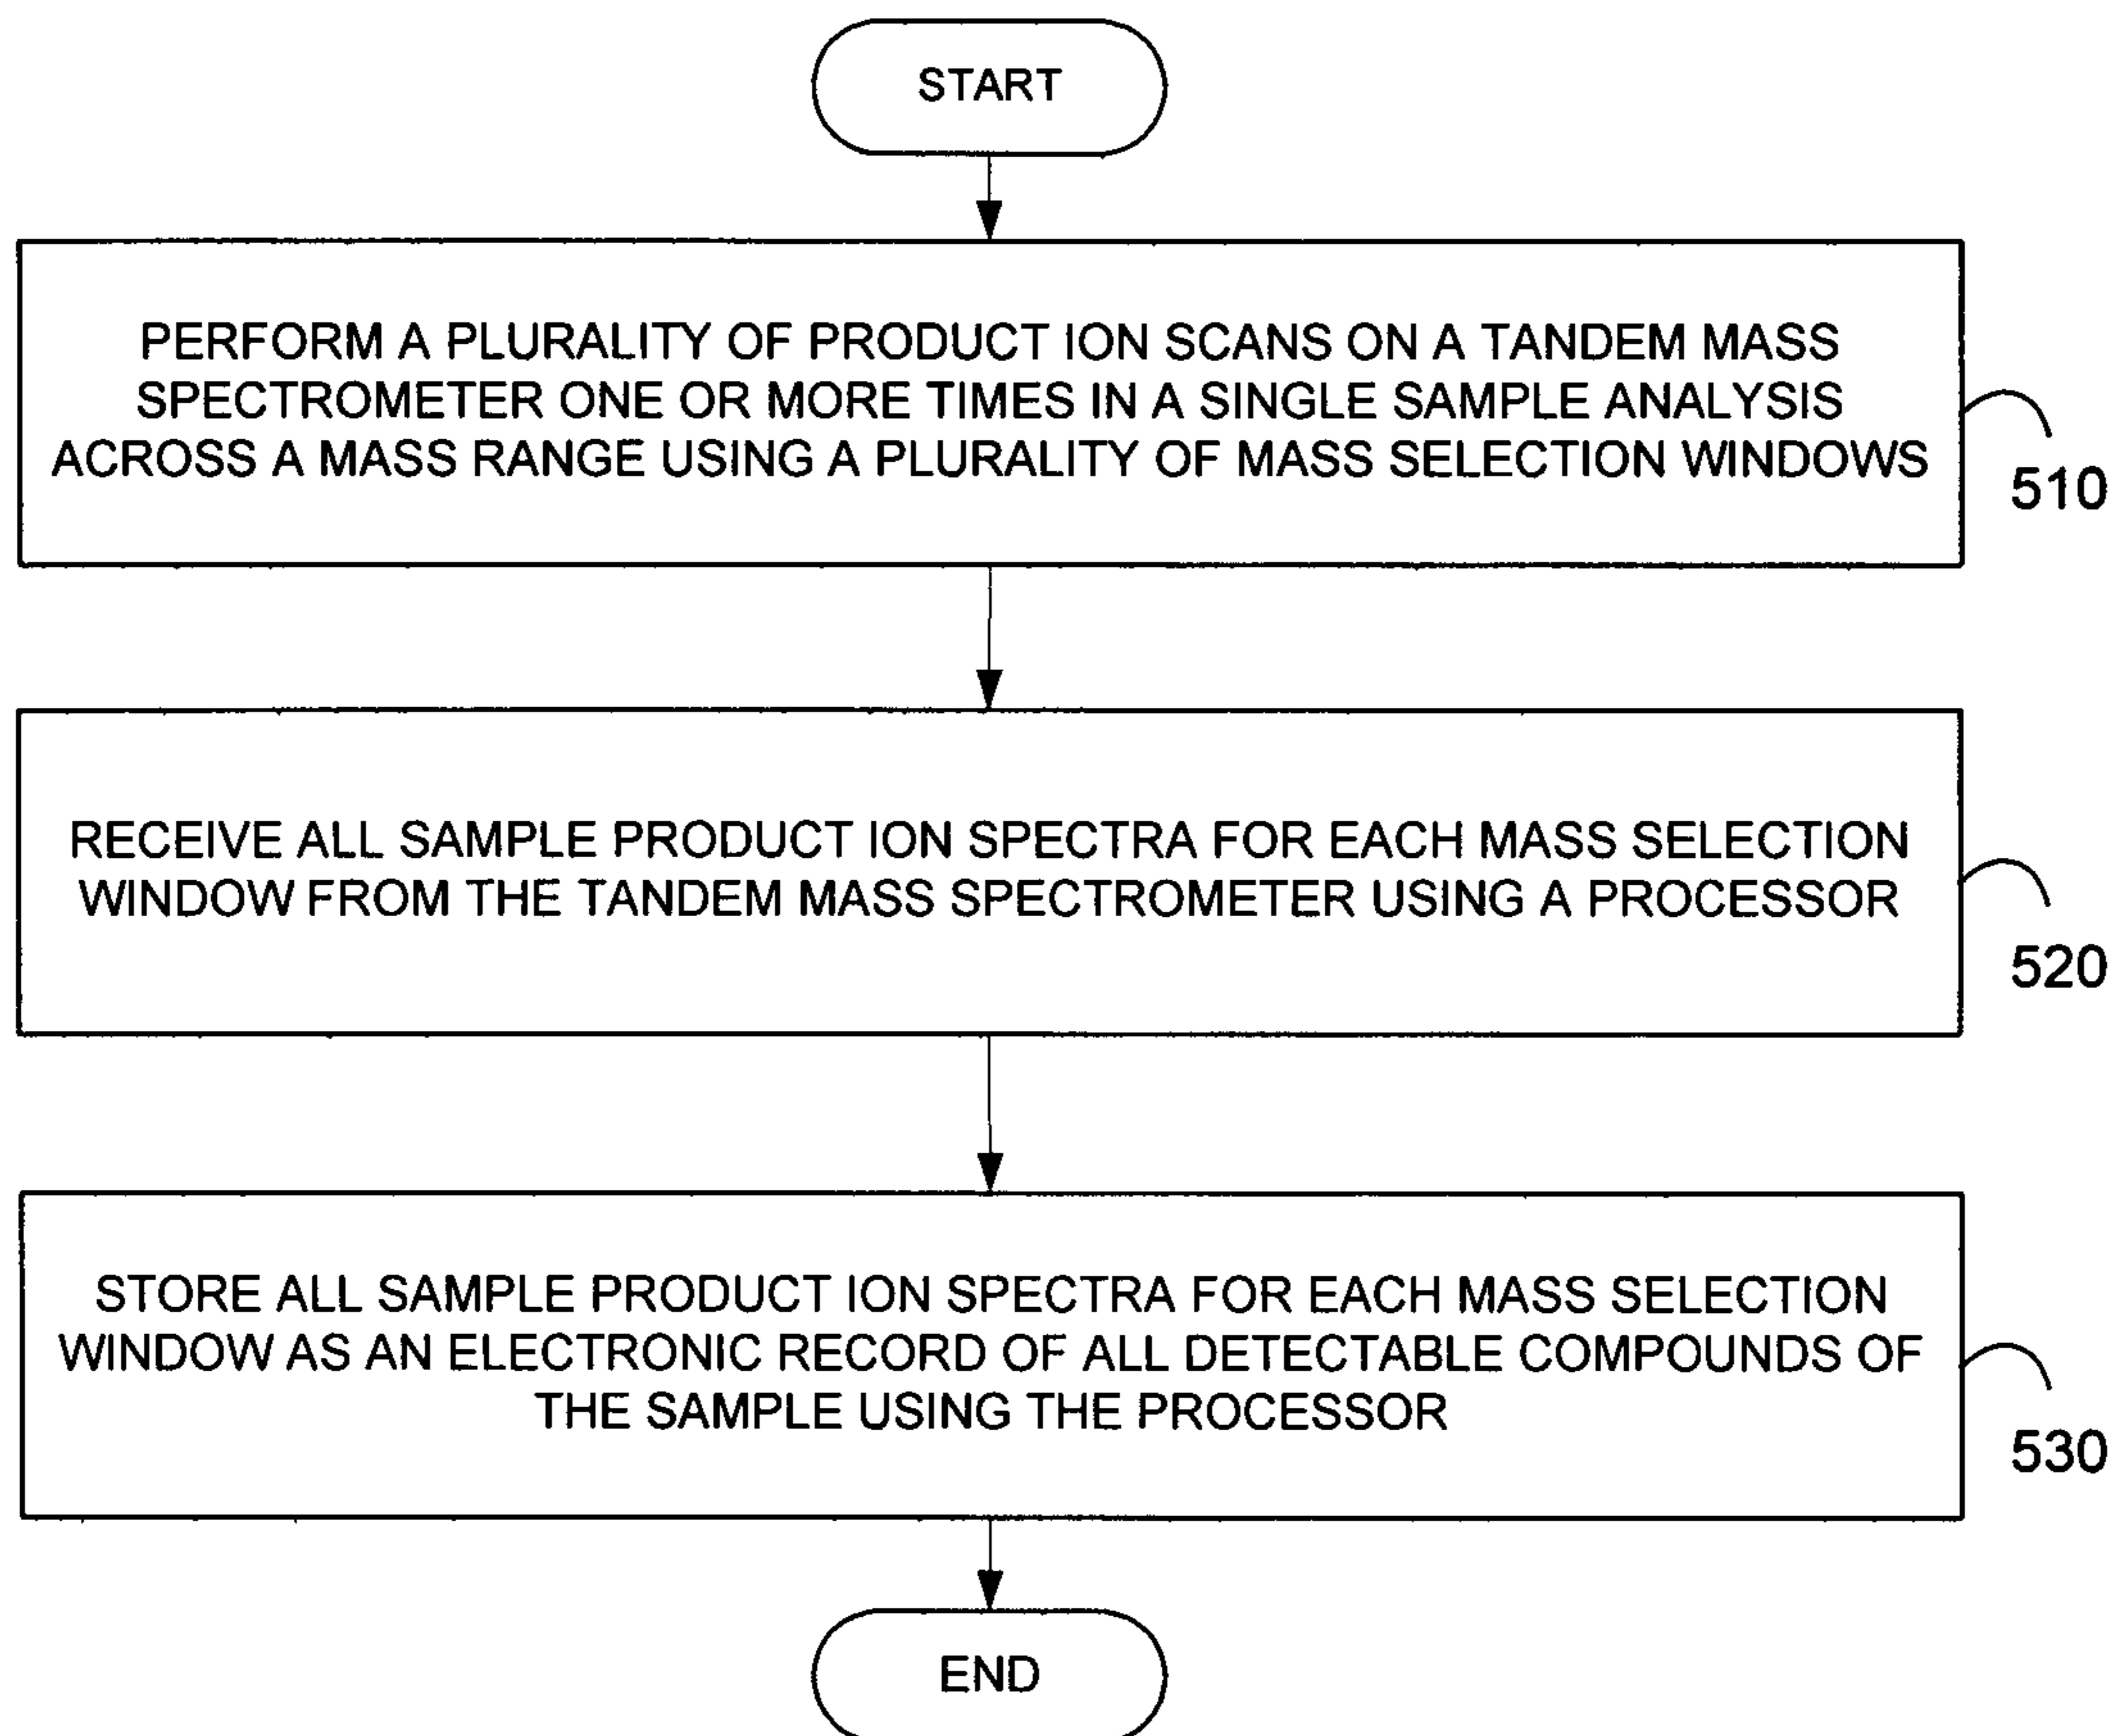 START
PERFORM A PLURALITY OF PRODUCT ION SCANS ON A TANDEM MASS
SPECTROMETER ONE OR MORE TIMES IN A SINGLE SAMPLE ANALYSIS
ACROSS A MASS RANGE USING A PLURALITY OF MASS SELECTION WINDOWS
510
RECEIVE ALL SAMPLE PRODUCT ION SPECTRA FOR EACH MASS SELECTION
WINDOW FROM THE TANDEM MASS SPECTROMETER USING A PROCESSOR
520
STORE ALL SAMPLE PRODUCT ION SPECTRA FOR EACH MASS SELECTION
WINDOW AS AN ELECTRONIC RECORD OF ALL DETECTABLE COMPOUNDS OF
THE SAMPLE USING THE PROCESSOR
530
END